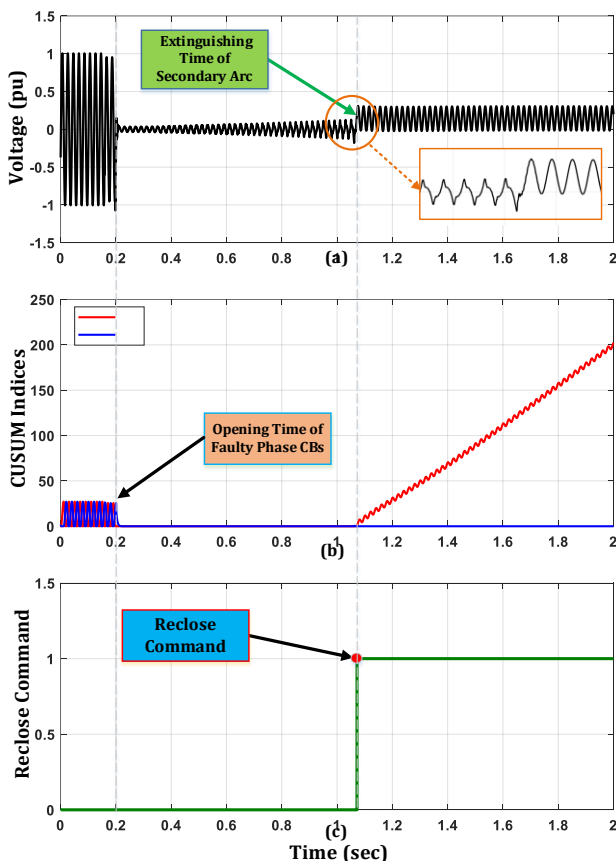 1.5
1
0.5
0
-0.5
-1
-1.5
Voltage (pu)
Extinguishing
Time of
Secondary Arc
0 0.2 0.4 0.6 0.8 1 1.2 1.4 1.6 1.8 2
(a)
250
200
150
100
50
0
CUSUM Indices
Opening Time of
Faulty Phase CBs
0 0.2 0.4 0.6 0.8 1 1.2 1.4 1.6 1.8 2
(b)
1.5
1
0.5
0
Reclose Command
Reclose
Command
0 0.2 0.4 0.6 0.8 1 1.2 1.4 1.6 1.8 2
(c)
Time (sec)